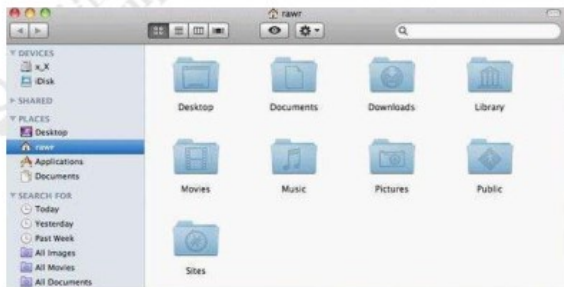 rawr
DEVICES
x_X
iDisk
SHARED
PLACES
Desktop
rawr
Applications
Documents
SEARCH FOR
Today
Yesterday
Past Week
All Images
All Movies
All Documents
Desktop Documents Downloads Library
Movies Music Pictures Public
Sites